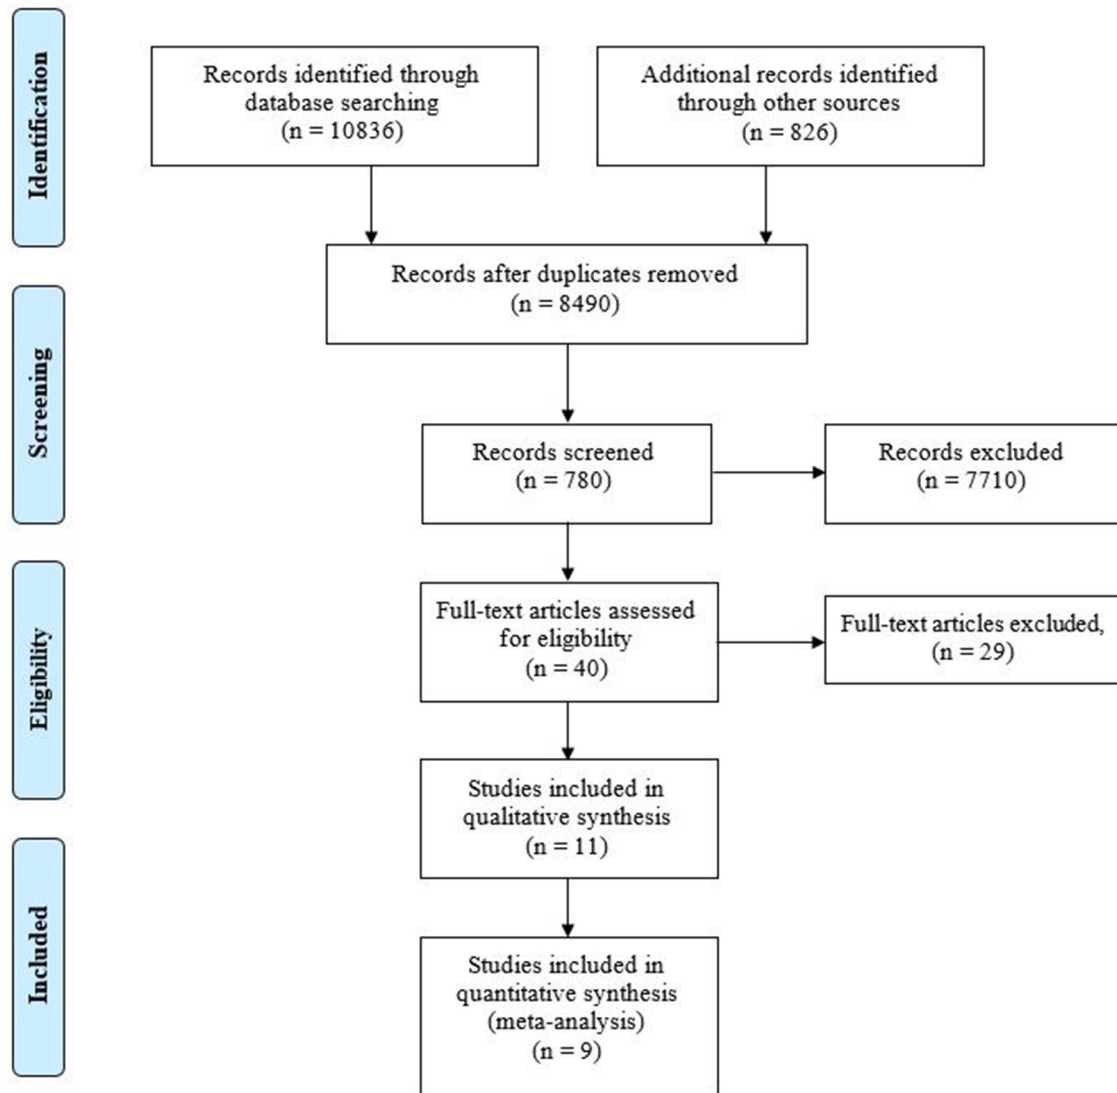 Identification
Records identified through
database searching
(n = 10836)
Additional records identified
through other sources
(n = 826)
Records after duplicates removed
(n = 8490)
Screening
Records screened
(n = 780)
Records excluded
(n = 7710)
Eligibility
Full-text articles assessed
for eligibility
(n = 40)
Full-text articles excluded,
(n = 29)
Studies included in
qualitative synthesis
(n = 11)
Included
Studies included in
quantitative synthesis
(meta-analysis)
(n = 9)